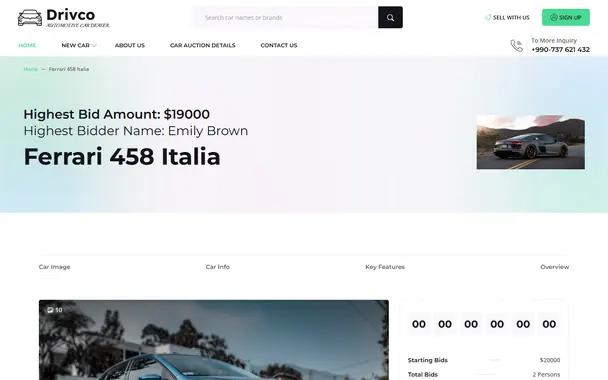 Drivco
AUTOMOTIVE CAR DEALER
Search car names or brands
SELL WITH US
SIGN UP
HOME
NEW CAR
ABOUT US
CAR AUCTION DETAILS
CONTACT US
To More Inquiry
+990-737 621 432
Home — Ferrari 458 Italia
Highest Bid Amount: $19000
Highest Bidder Name: Emily Brown
Ferrari 458 Italia
Car Image
Car Info
Key Features
Overview
10
00 00 00 00 00 00
Starting Bids $20000
Total Bids 2 Persons